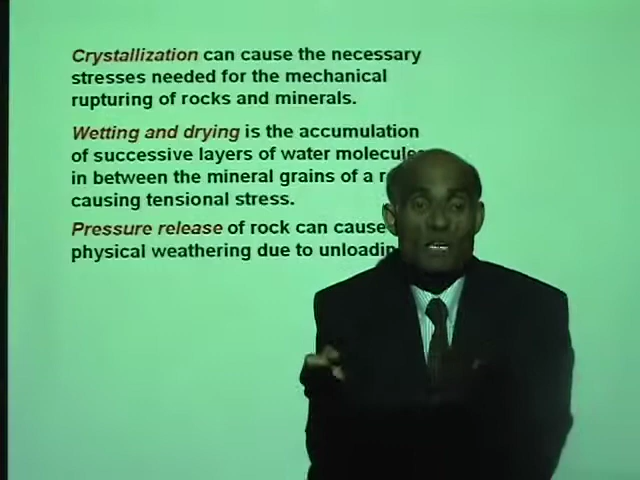 Crystallization can cause the necessary
stresses needed for the mechanical
rupturing of rocks and minerals.
Wetting and drying is the accumulation
of successive layers of water molecules
in between the mineral grains of a
causing tensional stress.
Pressure release of rock can cause
physical weathering due to unloadin